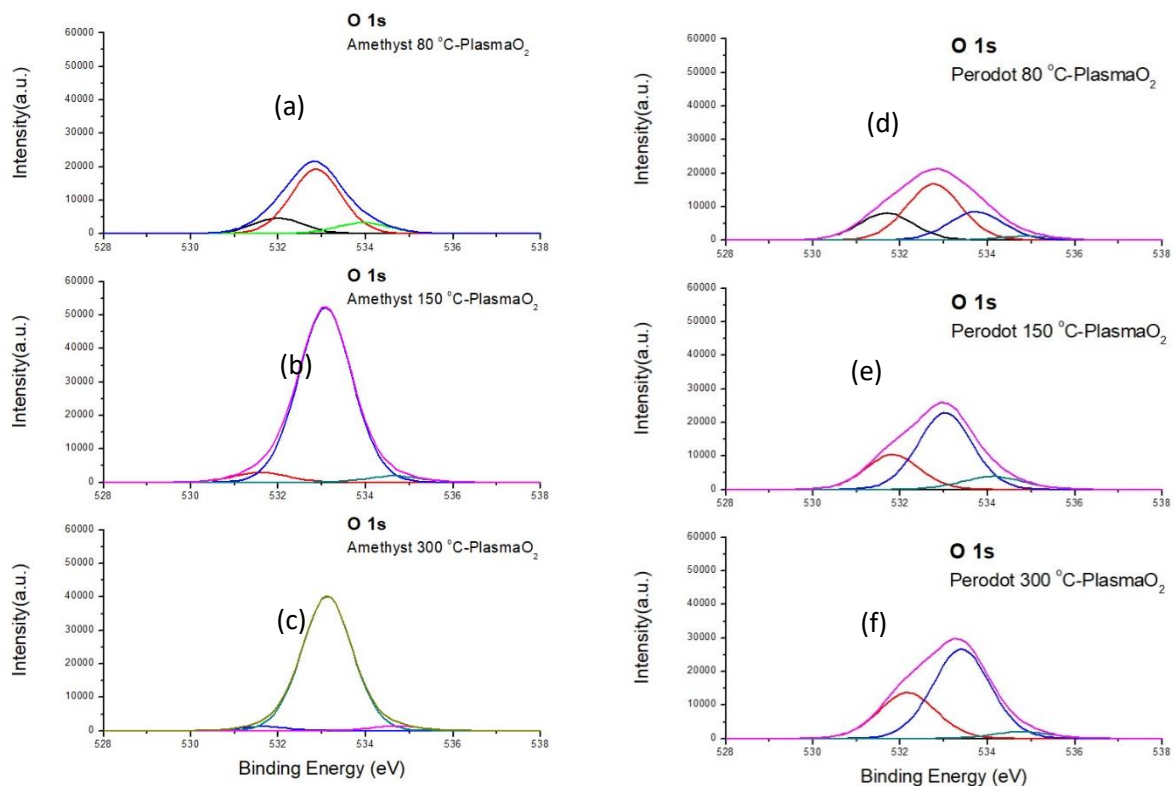 O 1s
Amethyst 80 °C-PlasmaO₂
(a)
Intensity(a.u.)
60000
50000
40000
30000
20000
10000
0
528 530 532 534 536 538
O 1s
Amethyst 150 °C-PlasmaO₂
(b)
Intensity(a.u.)
60000
50000
40000
30000
20000
10000
0
528 530 532 534 536 538
O 1s
Amethyst 300 °C-PlasmaO₂
(c)
Intensity(a.u.)
60000
50000
40000
30000
20000
10000
0
528 530 532 534 536 538
Binding Energy (eV)
O 1s
Perodot 80 °C-PlasmaO₂
(d)
Intensity(a.u.)
60000
50000
40000
30000
20000
10000
0
528 530 532 534 536 538
O 1s
Perodot 150 °C-PlasmaO₂
(e)
Intensity(a.u.)
60000
50000
40000
30000
20000
10000
0
528 530 532 534 536 538
O 1s
Perodot 300 °C-PlasmaO₂
(f)
Intensity(a.u.)
60000
50000
40000
30000
20000
10000
0
528 530 532 534 536 538
Binding Energy (eV)